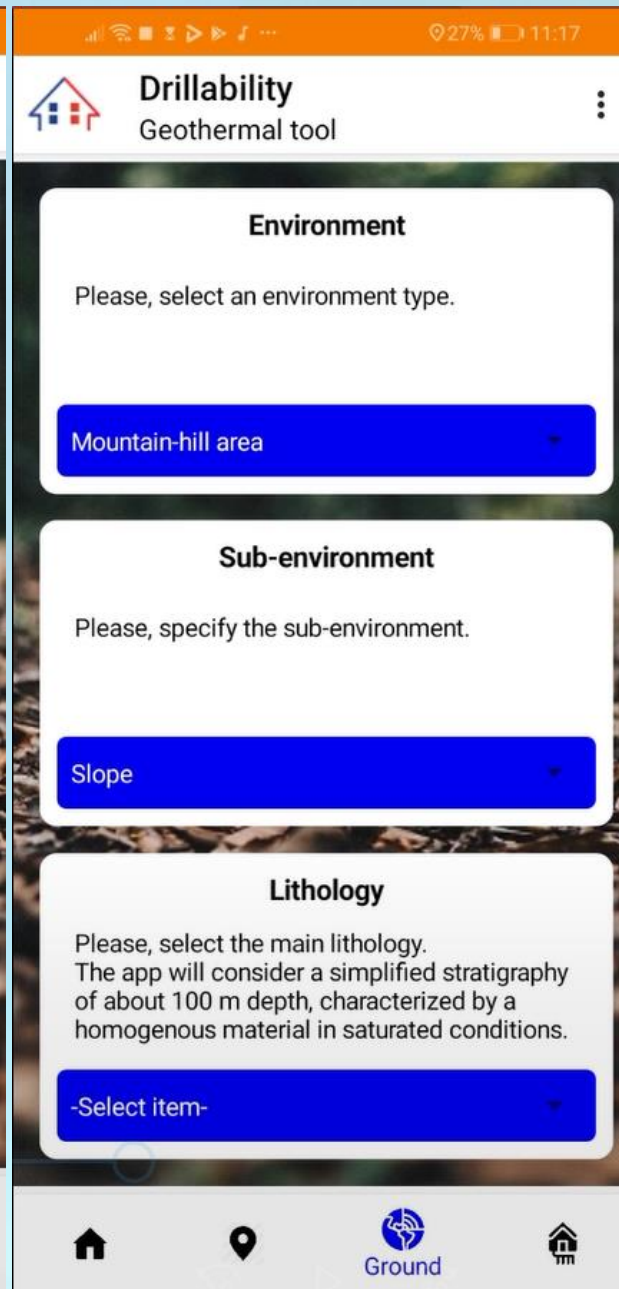 27% 11:17
Drillability
Geothermal tool
Environment
Please, select an environment type.
Mountain-hill area
Sub-environment
Please, specify the sub-environment.
Slope
Lithology
Please, select the main lithology.
The app will consider a simplified stratigraphy
of about 100 m depth, characterized by a
homogenous material in saturated conditions.
-Select item-
Ground